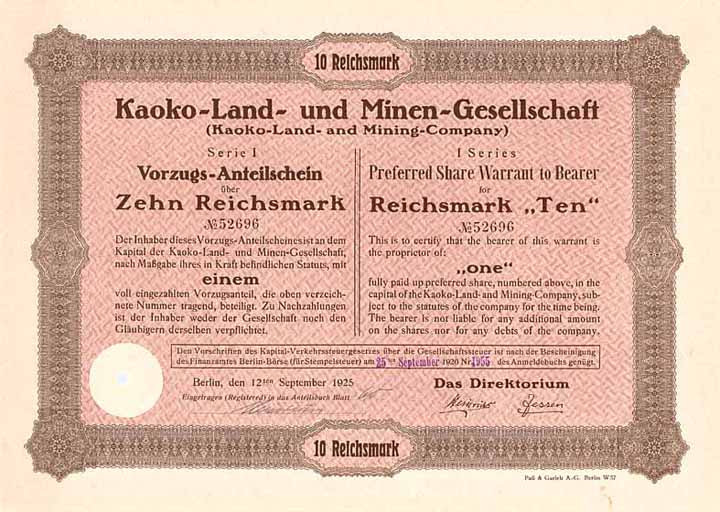 10 Reichsmark
Kaoko-Land- und Minen-Gesellschaft
(Kaoko-Land- and Mining-Company)
Serie I
Vorzugs-Anteilschein
über
Zehn Reichsmark
№52696
Der Inhaber dieses Vorzugs-Anteilscheines ist an dem
Kapital der Kaoko-Land- und Minen-Gesellschaft,
nach Maßgabe ihres in Kraft befindlichen Statuts, mit
einem
voll eingezahlten Vorzugsanteil, die oben verzeich-
nete Nummer tragend, beteiligt. Zu Nachzahlungen
ist der Inhaber weder der Gesellschaft noch den
Gläubigern derselben verpflichtet.
I Series
Preferred Share Warrant to Bearer
for
Reichsmark „Ten“
№52696
This is to certify that the bearer of this warrant is
the proprietor of:
„one“
fully paid up preferred share, numbered above, in the
capital of the Kaoko-Land- and Mining-Company, sub-
ject to the statutes of the company for the time being.
The bearer is not liable for any additional amount
on the shares nor for any debts of the company.
Den Vorschriften des Kapital-Verkehrssteuergesetzes über die Gesellschaftssteuer ist nach der Bescheinigung
des Finanzamtes Berlin-Börse (für Stempelsteuer) am 25ten September 1926 Nr 1955 des Anmeldebuchs genügt.
Berlin, den 12ten September 1925
Das Direktorium
Eingetragen (Registered) in das Anteilsbuch Blatt
Jessen
10 Reichsmark
Paß & Garleb A.-G. Berlin W57